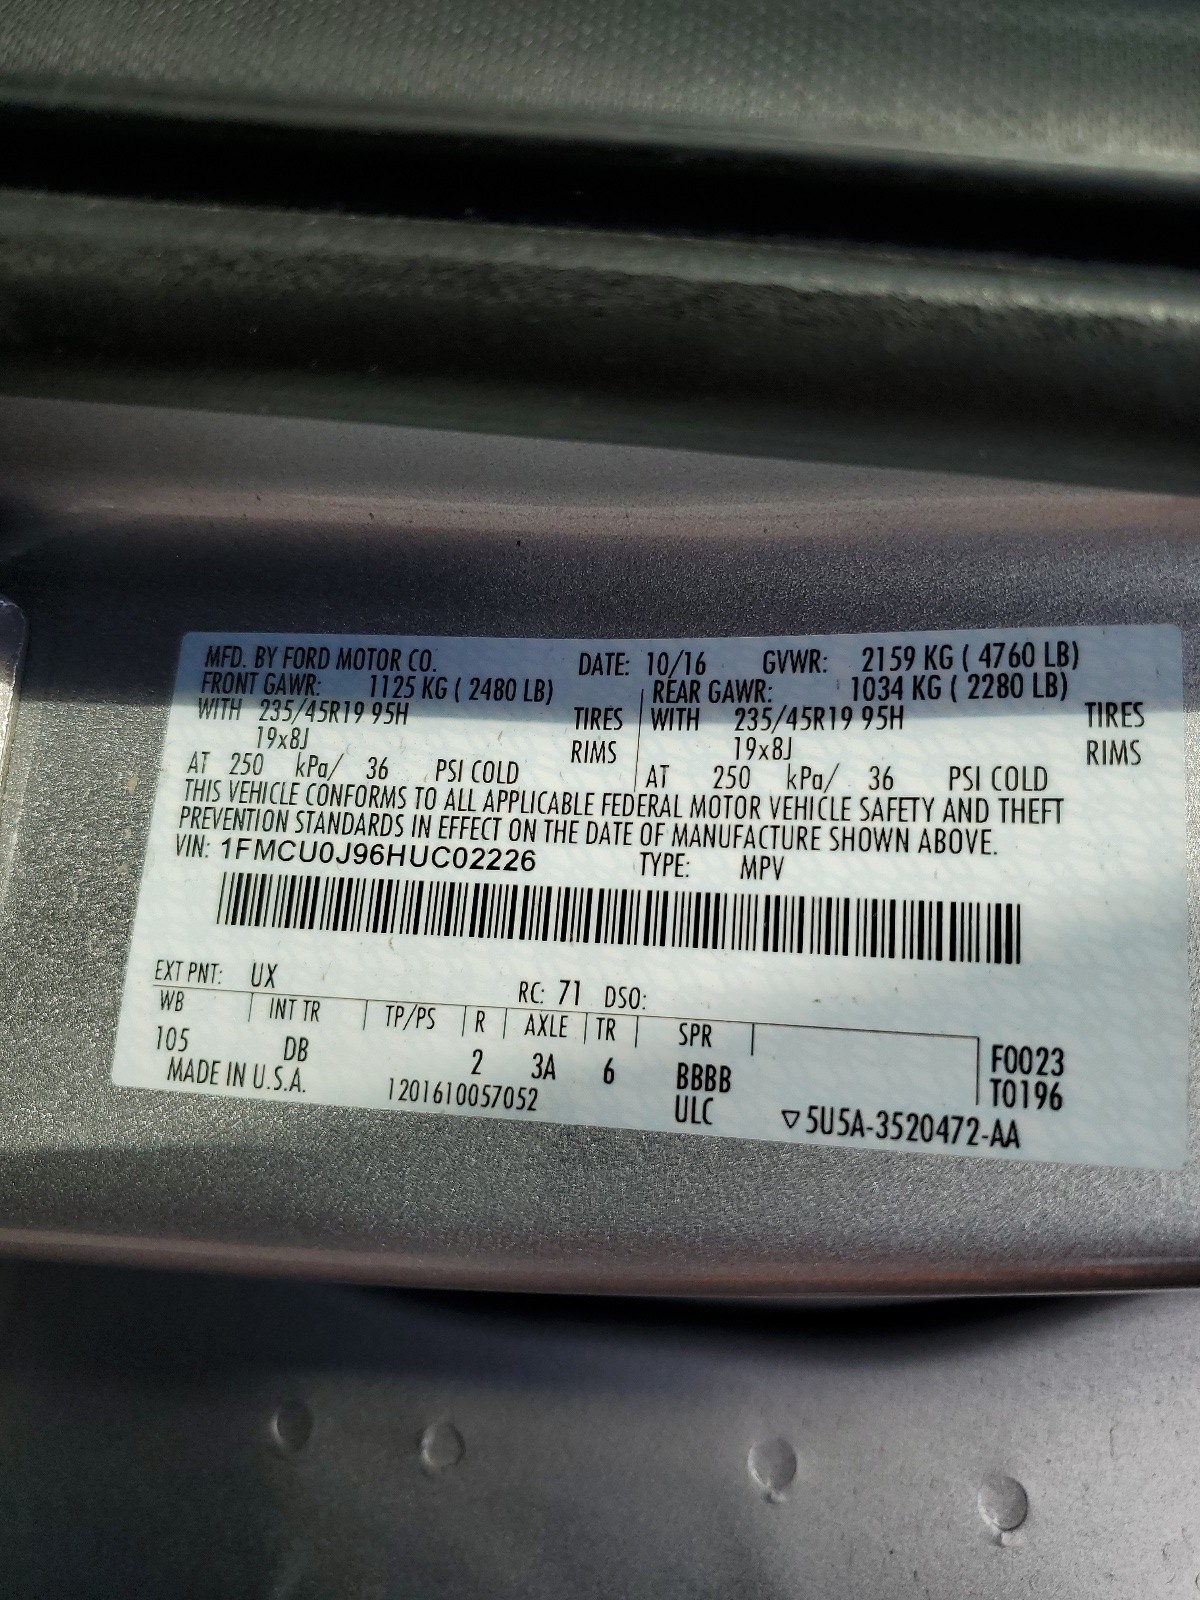 MFD. BY FORD MOTOR CO. DATE: 10/16 GVWR: 2159 KG ( 4760 LB)
FRONT GAWR: 1125 KG ( 2480 LB) REAR GAWR: 1034 KG ( 2280 LB)
WITH 235/45R19 95H TIRES WITH 235/45R19 95H TIRES
19x8J RIMS 19x8J RIMS
AT 250 kPa/ 36 PSI COLD AT 250 kPa/ 36 PSI COLD
THIS VEHICLE CONFORMS TO ALL APPLICABLE FEDERAL MOTOR VEHICLE SAFETY AND THEFT
PREVENTION STANDARDS IN EFFECT ON THE DATE OF MANUFACTURE SHOWN ABOVE.
VIN: 1FMCU0J96HUC02226 TYPE: MPV
EXT PNT: UX RC: 71 DSO:
WB INT TR TP/PS R AXLE TR SPR
105 DB 2 3A 6 BBBB F0023
MADE IN U.S.A. 1201610057052 ULC T0196
▽5U5A-3520472-AA